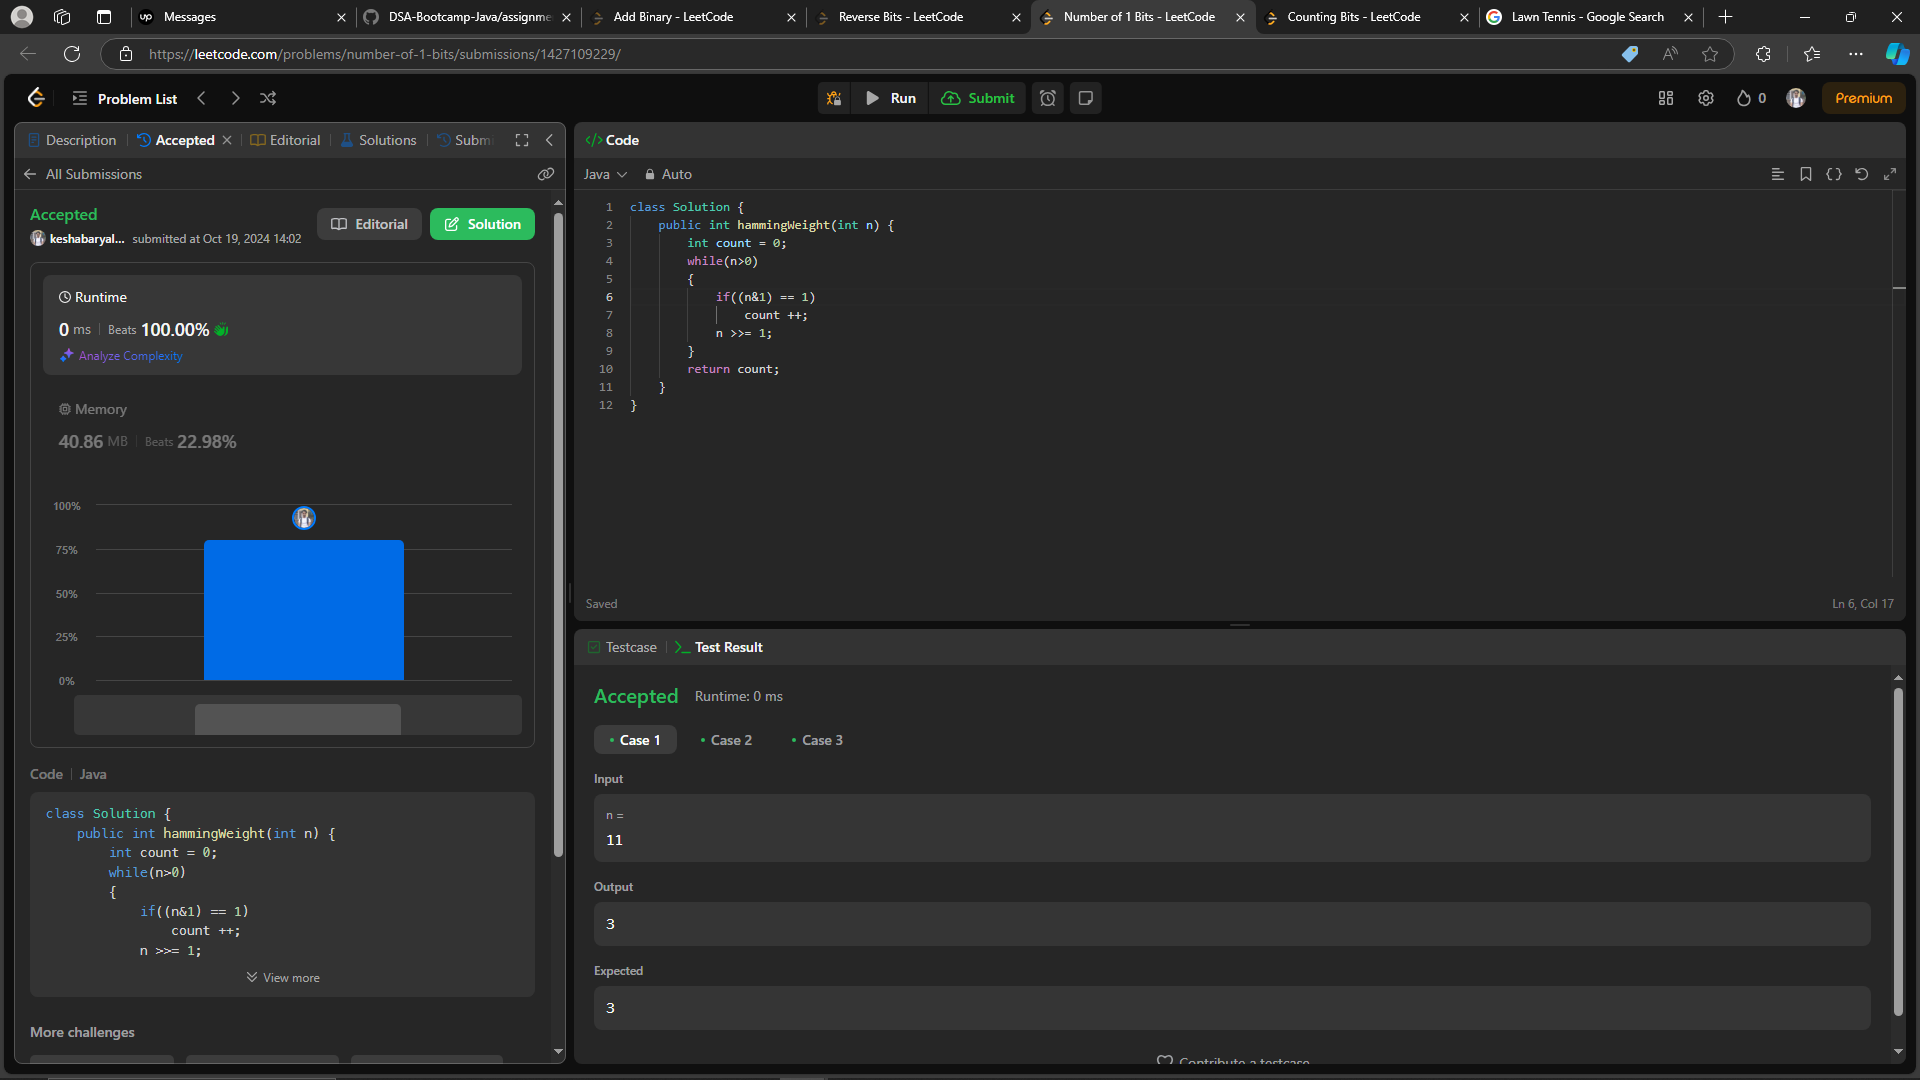 Messages
DSA-Bootcamp-Java/assignme
Add Binary - LeetCode
Reverse Bits - LeetCode
Number of 1 Bits - LeetCode
Counting Bits - LeetCode
Lawn Tennis - Google Search
https://leetcode.com/problems/number-of-1-bits/submissions/1427109229/
Problem List
Run
Submit
0
Premium
Description
Accepted
Editorial
Solutions
Submi
All Submissions
Accepted
keshabaryal... submitted at Oct 19, 2024 14:02
Editorial
Solution
Runtime
0 ms | Beats 100.00%
Analyze Complexity
Memory
40.86 MB | Beats 22.98%
100%
75%
50%
25%
0%
Code | Java
class Solution {
public int hammingWeight(int n) {
int count = 0;
while(n>0)
{
if((n&1) == 1)
count ++;
n >>= 1;
View more
More challenges
</> Code
Java
Auto
1 class Solution {
2 public int hammingWeight(int n) {
3 int count = 0;
4 while(n>0)
5 {
6 if((n&1) == 1)
7 count ++;
8 n >>= 1;
9 }
10 return count;
11 }
12 }
Saved
Ln 6, Col 17
Testcase
Test Result
Accepted Runtime: 0 ms
Case 1
Case 2
Case 3
Input
n =
11
Output
3
Expected
3
Contribute a testcase